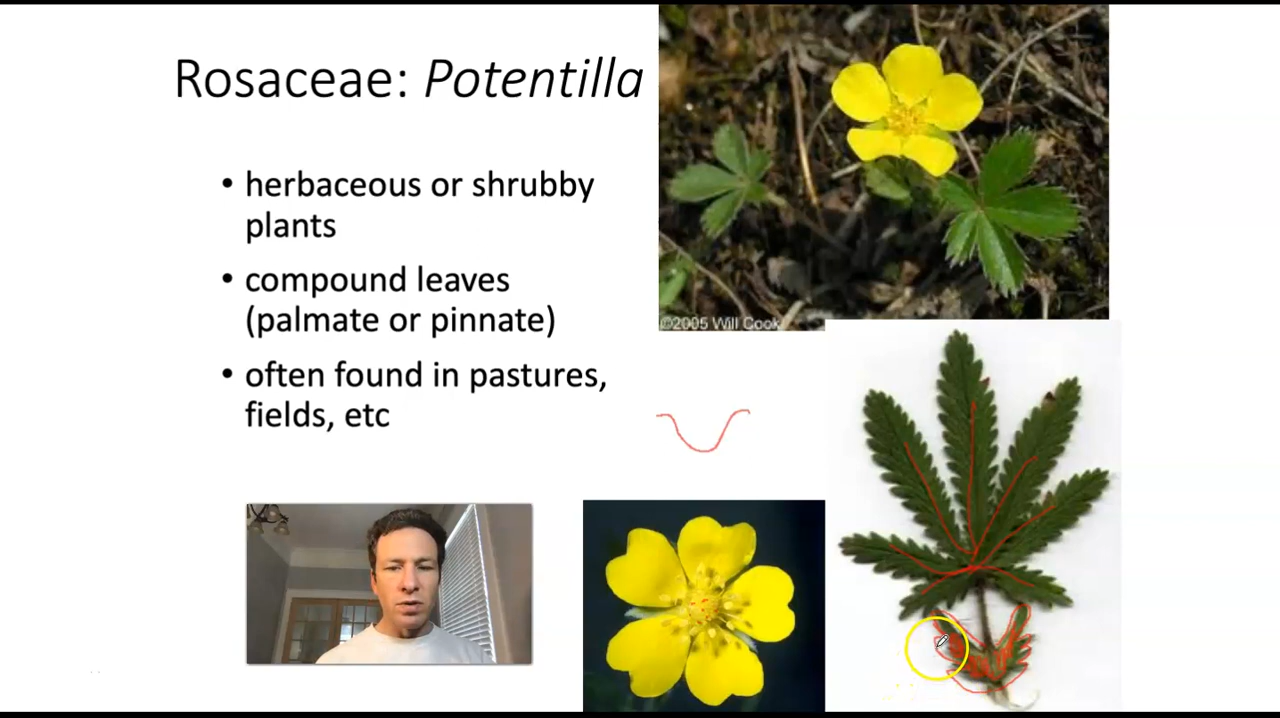 Rosaceae: Potentilla
• herbaceous or shrubby
plants
• compound leaves
(palmate or pinnate)
• often found in pastures,
fields, etc
©2005 Will Cook